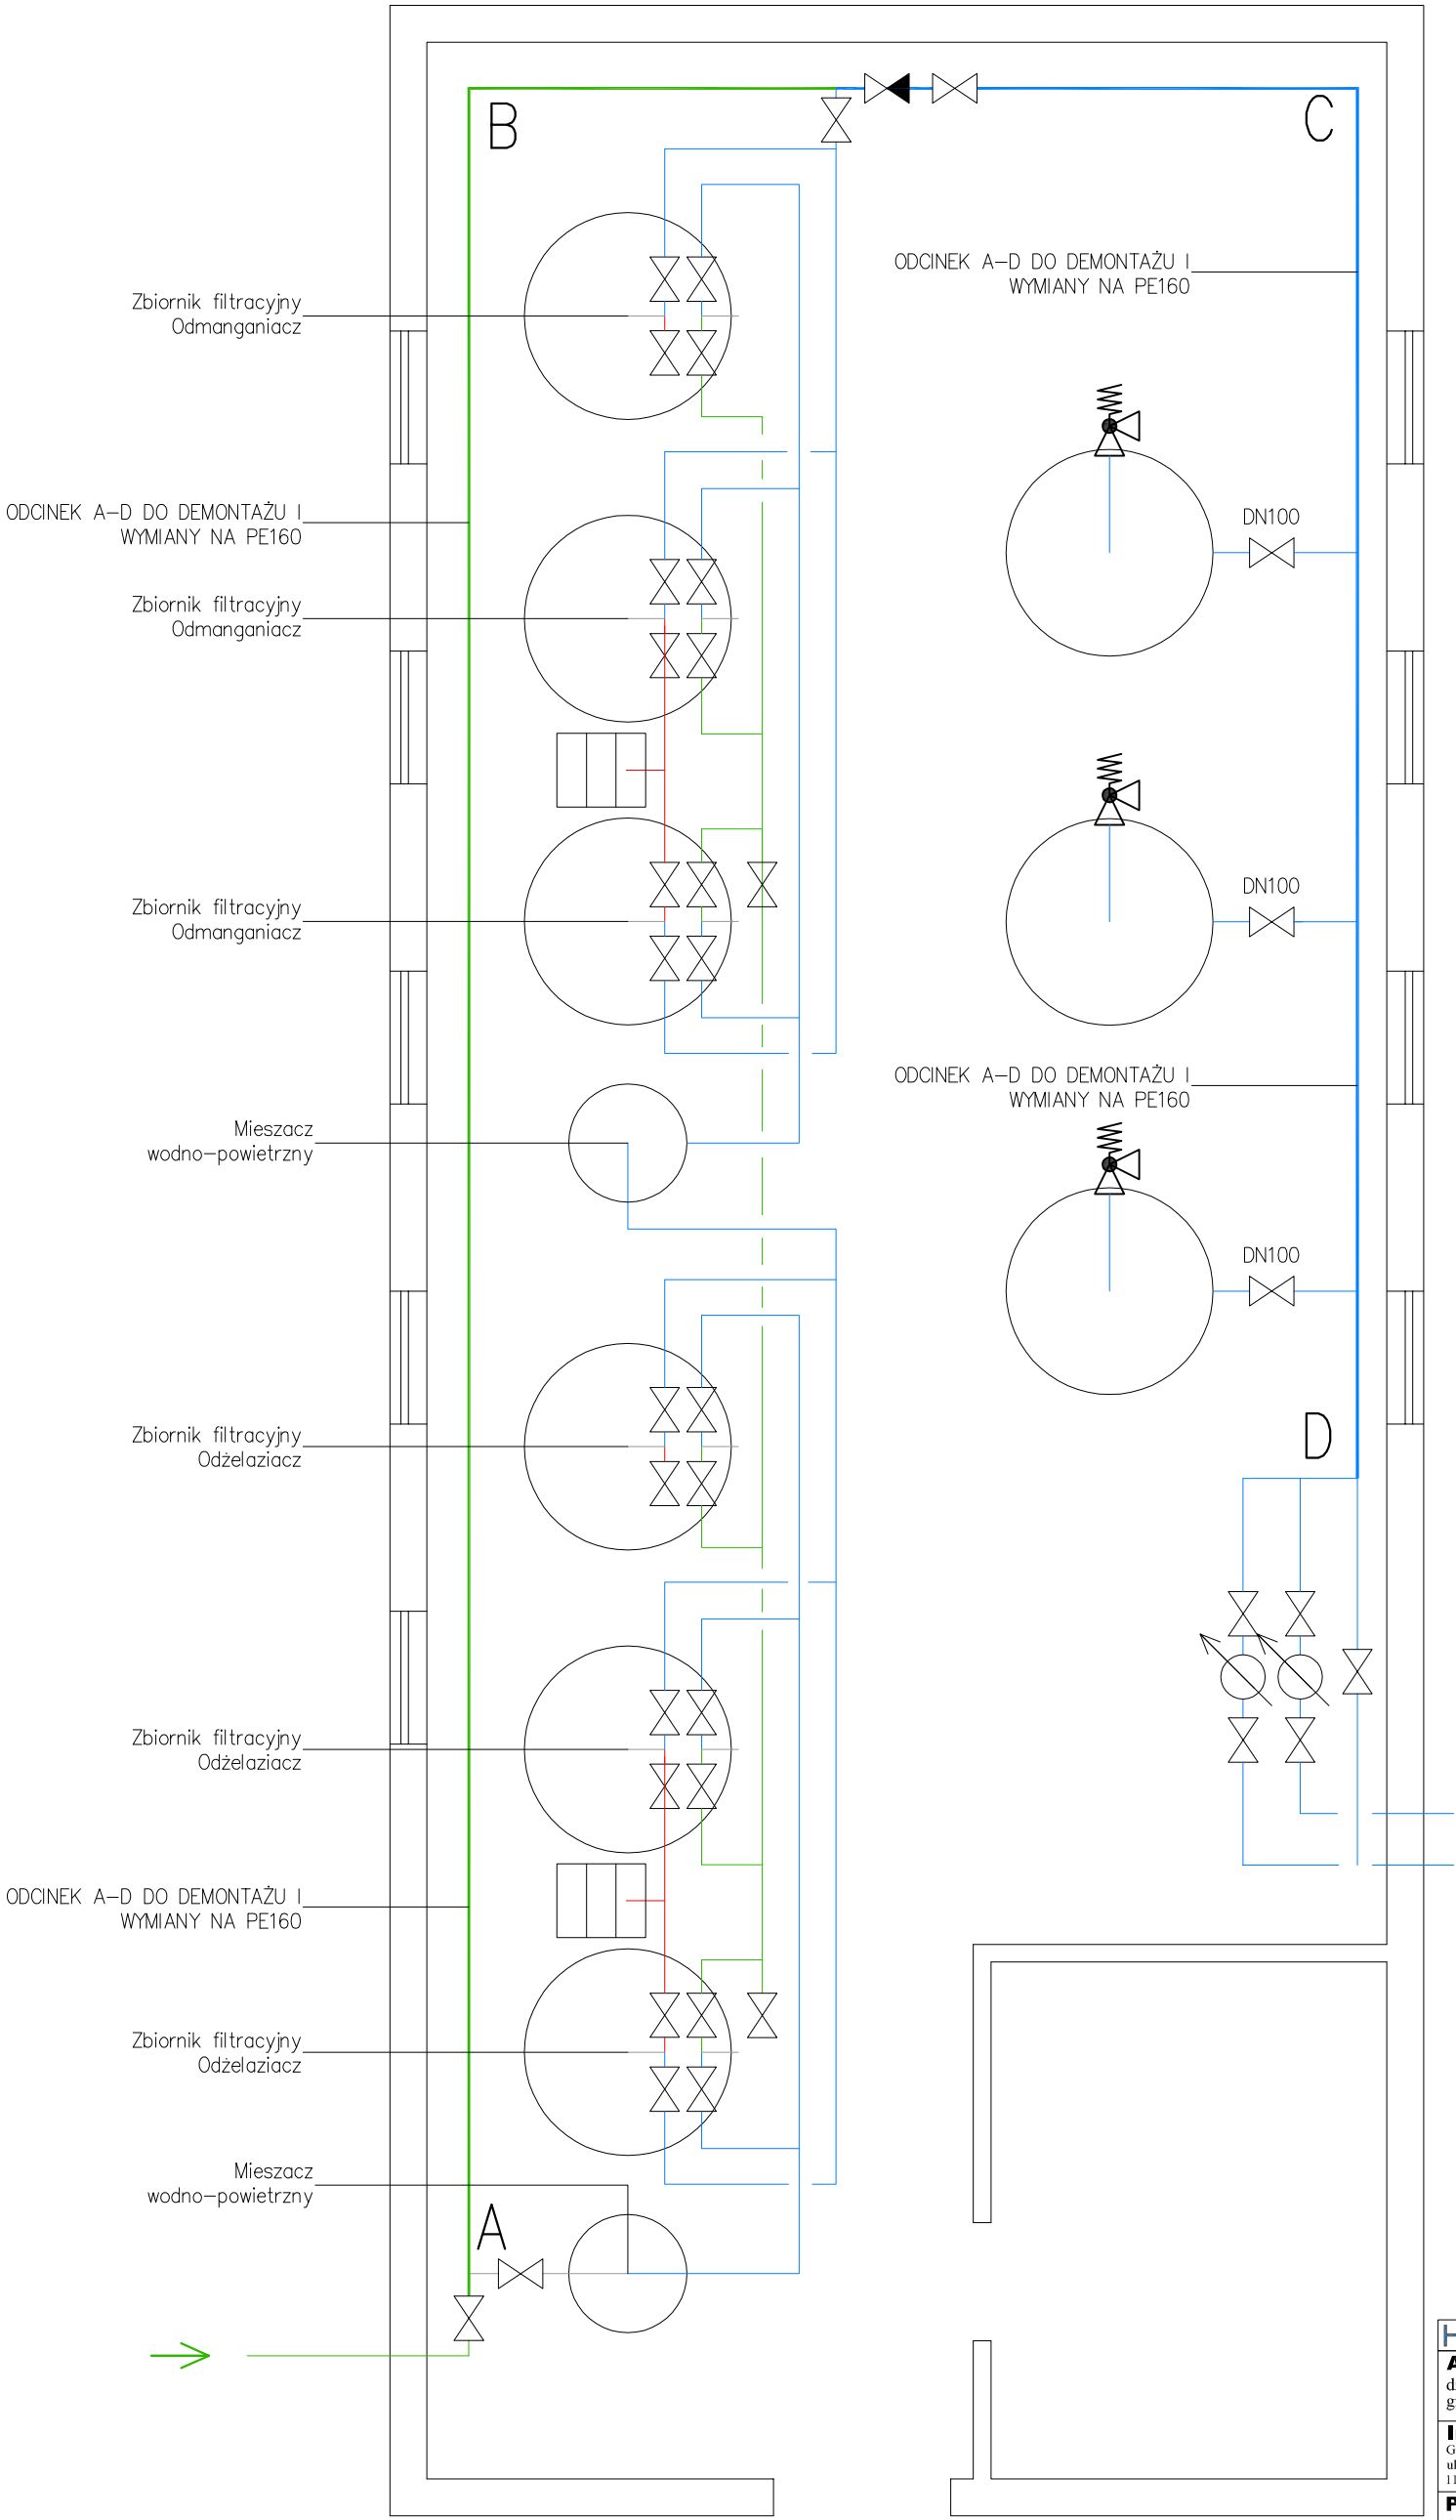 B
C
ODCINEK A-D DO DEMONTAŻU I
WYMIANY NA PE160
Zbiornik filtracyjny
Odmanganiacz
ODCINEK A-D DO DEMONTAŻU I
WYMIANY NA PE160
DN100
Zbiornik filtracyjny
Odmanganiacz
DN100
Zbiornik filtracyjny
Odmanganiacz
ODCINEK A-D DO DEMONTAŻU I
WYMIANY NA PE160
Mieszacz
wodno-powietrzny
DN100
D
Zbiornik filtracyjny
Odżelaziacz
Zbiornik filtracyjny
Odżelaziacz
ODCINEK A-D DO DEMONTAŻU I
WYMIANY NA PE160
Zbiornik filtracyjny
Odżelaziacz
Mieszacz
wodno-powietrzny
A